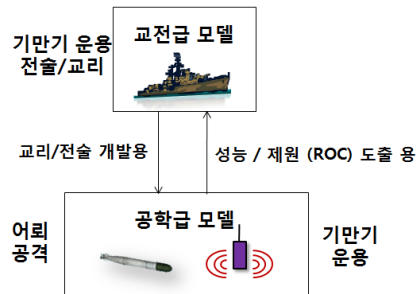 기만기 운용
전술/교리
교전급 모델
교리/전술 개발용
성능 / 제원 (ROC) 도출 용
어뢰
공격
공학급 모델
기만기
운용